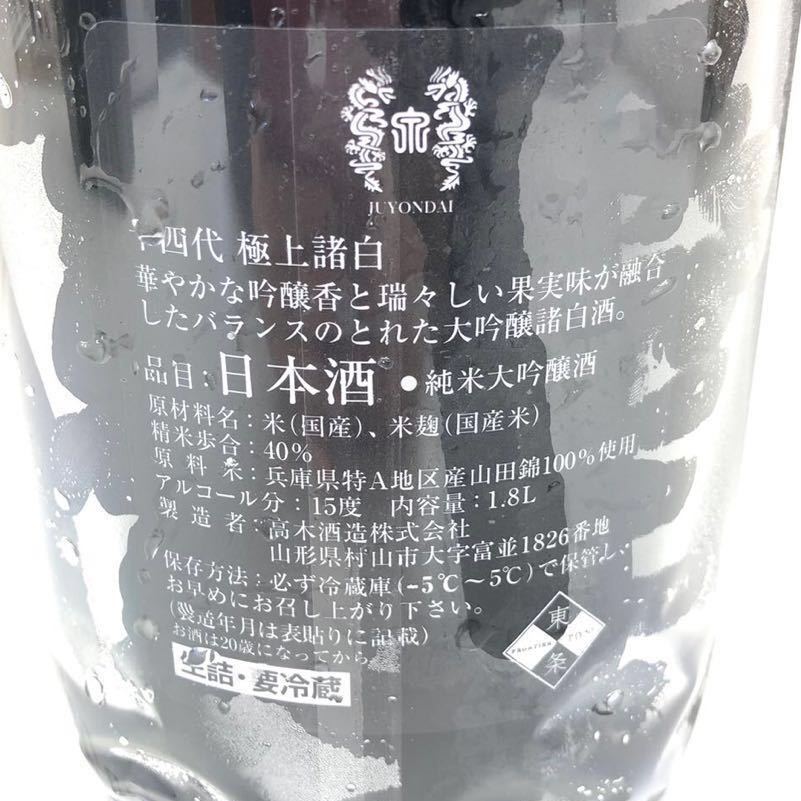 JUYONDAI
十四代 極上諸白
華やかな吟醸香と瑞々しい果実味が融合
したバランスのとれた大吟醸諸白酒。
品目：日本酒・純米大吟醸酒
原材料名：米(国産)、米麹(国産米)
精米歩合：40%
原料米：兵庫県特A地区産山田錦100%使用
アルコール分：15度 内容量：1.8L
製造者：高木酒造株式会社
山形県村山市大字富並1826番地
保存方法：必ず冷蔵庫(-5℃～5℃)で保管し、
お早めにお召し上がり下さい。
(製造年月は表貼りに記載)
お酒は20歳になってから
生詰・要冷蔵
東条